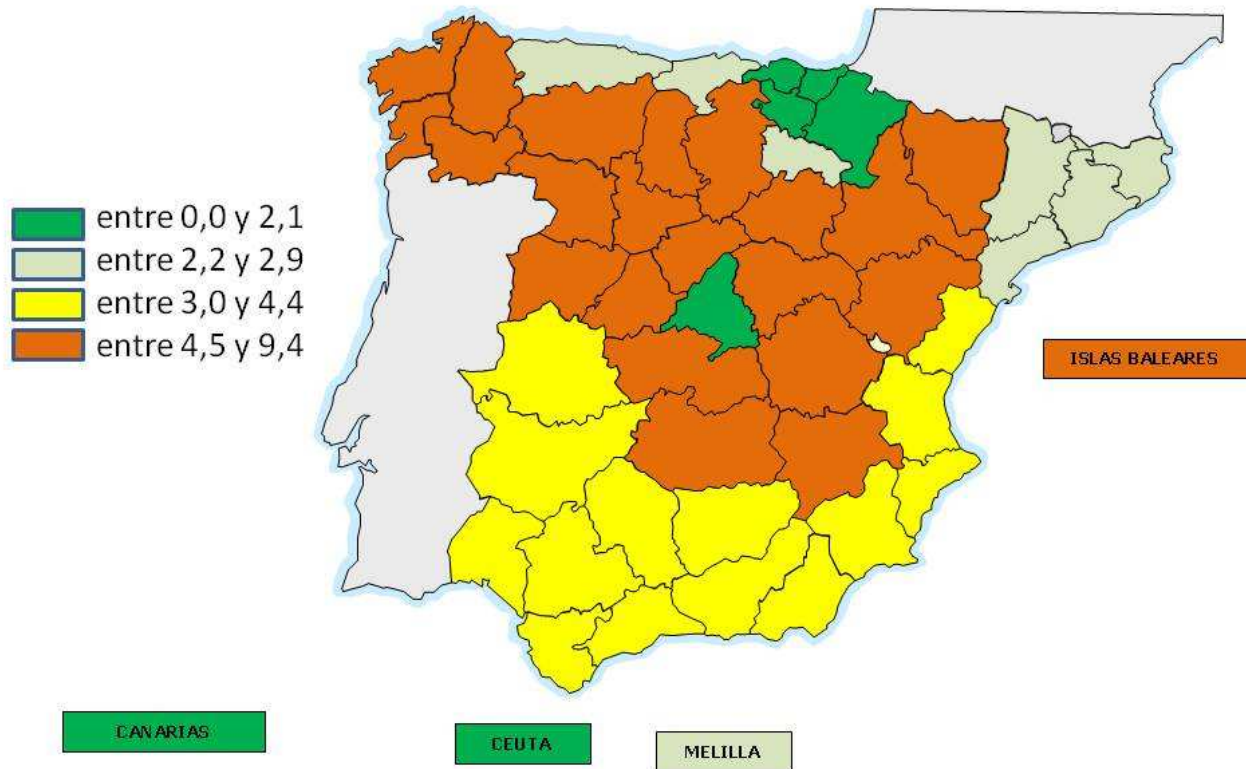 entre 0,0 y 2,1
entre 2,2 y 2,9
entre 3,0 y 4,4
entre 4,5 y 9,4
ISLAS BALEARES
CANARIAS
CEUTA
MELILLA